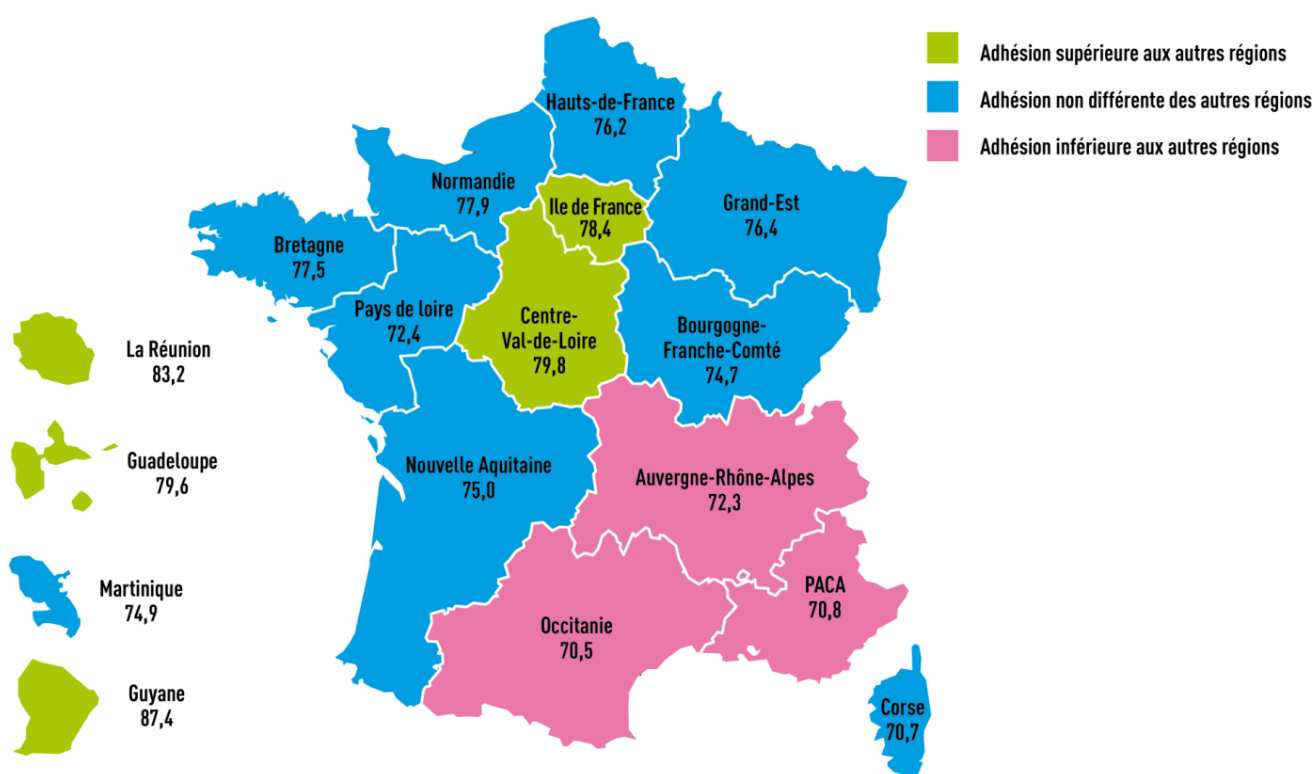 Adhésion supérieure aux autres régions
Adhésion non différente des autres régions
Adhésion inférieure aux autres régions
Hauts-de-France
76,2
Normandie
77,9
Ile de France
78,4
Grand-Est
76,4
Bretagne
77,5
Pays de loire
72,4
Centre-
Val-de-Loire
79,8
Bourgogne-
Franche-Comté
74,7
La Réunion
83,2
Guadeloupe
79,6
Nouvelle Aquitaine
75,0
Auvergne-Rhône-Alpes
72,3
Martinique
74,9
PACA
70,8
Occitanie
70,5
Guyane
87,4
Corse
70,7